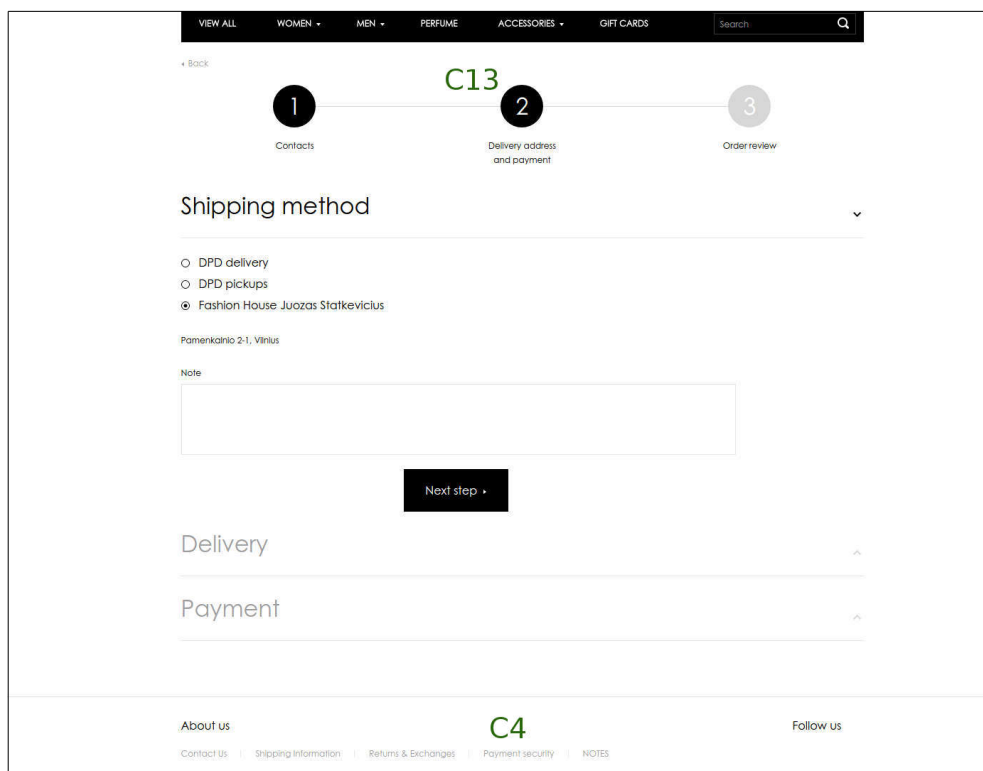 VIEW ALL WOMEN MEN PERFUME ACCESSORIES GIFT CARDS Search
Back
C13
1 2 3
Contacts Delivery address and payment Order review
Shipping method
DPD delivery
DPD pickups
Fashion House Juozas Statkevicius
Pamenkalnio 2-1, Vilnius
Note
Next step
Delivery
Payment
About us C4 Follow us
Contact Us Shipping Information Returns & Exchanges Payment security NOTES